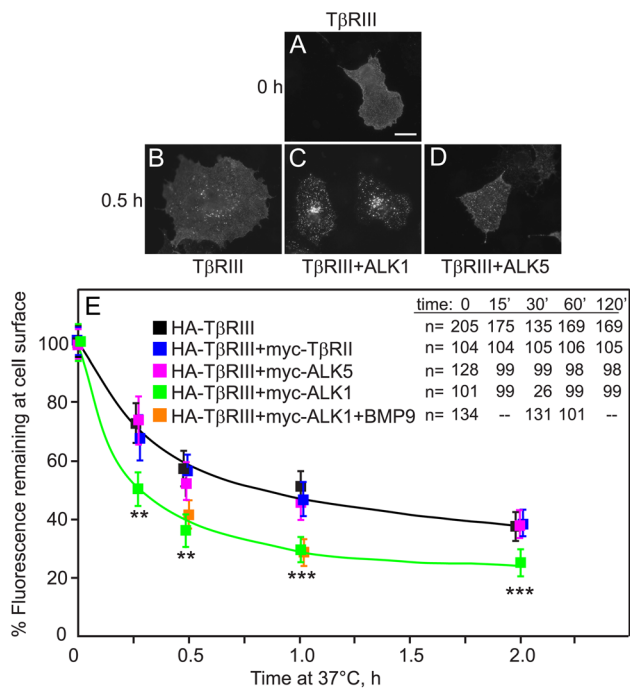 TβRIII
A
0 h
B
C
D
0.5 h
TβRIII
TβRIII+ALK1
TβRIII+ALK5
E
HA-TβRIII
HA-TβRIII+myc-TβRII
HA-TβRIII+myc-ALK5
HA-TβRIII+myc-ALK1
HA-TβRIII+myc-ALK1+BMP9
time: 0 15’ 30’ 60’ 120’
n= 205 175 135 169 169
n= 104 104 105 106 105
n= 128 99 99 98 98
n= 101 99 26 99 99
n= 134 -- 131 101 --
% Fluorescence remaining at cell surface
100
80
60
40
20
0
**
**
***
***
0 0.5 1.0 1.5 2.0
Time at 37°C, h